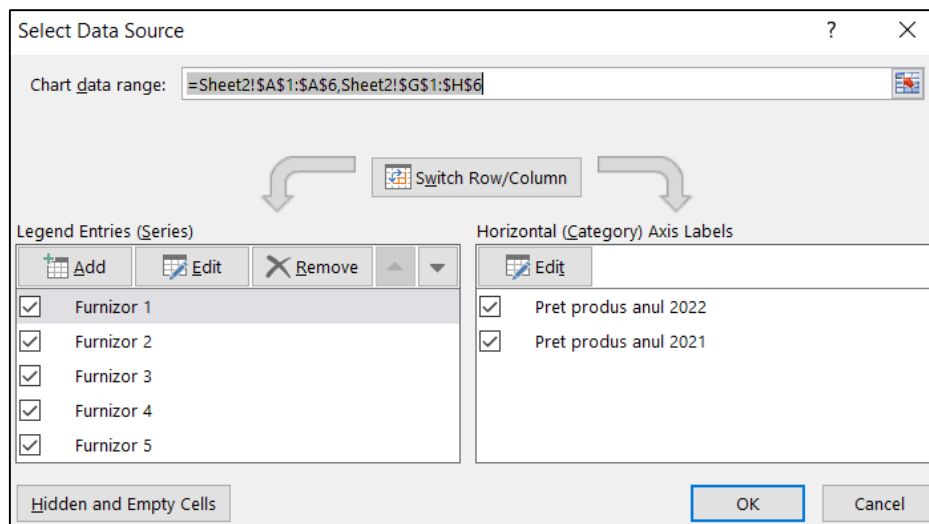 Select Data Source
?
Chart data range: =Sheet2!$A$1:$A$6,Sheet2!$G$1:$H$6
Switch Row/Column
Legend Entries (Series)
Add Edit Remove
Furnizor 1
Furnizor 2
Furnizor 3
Furnizor 4
Furnizor 5
Horizontal (Category) Axis Labels
Edit
Pret produs anul 2022
Pret produs anul 2021
Hidden and Empty Cells
OK
Cancel